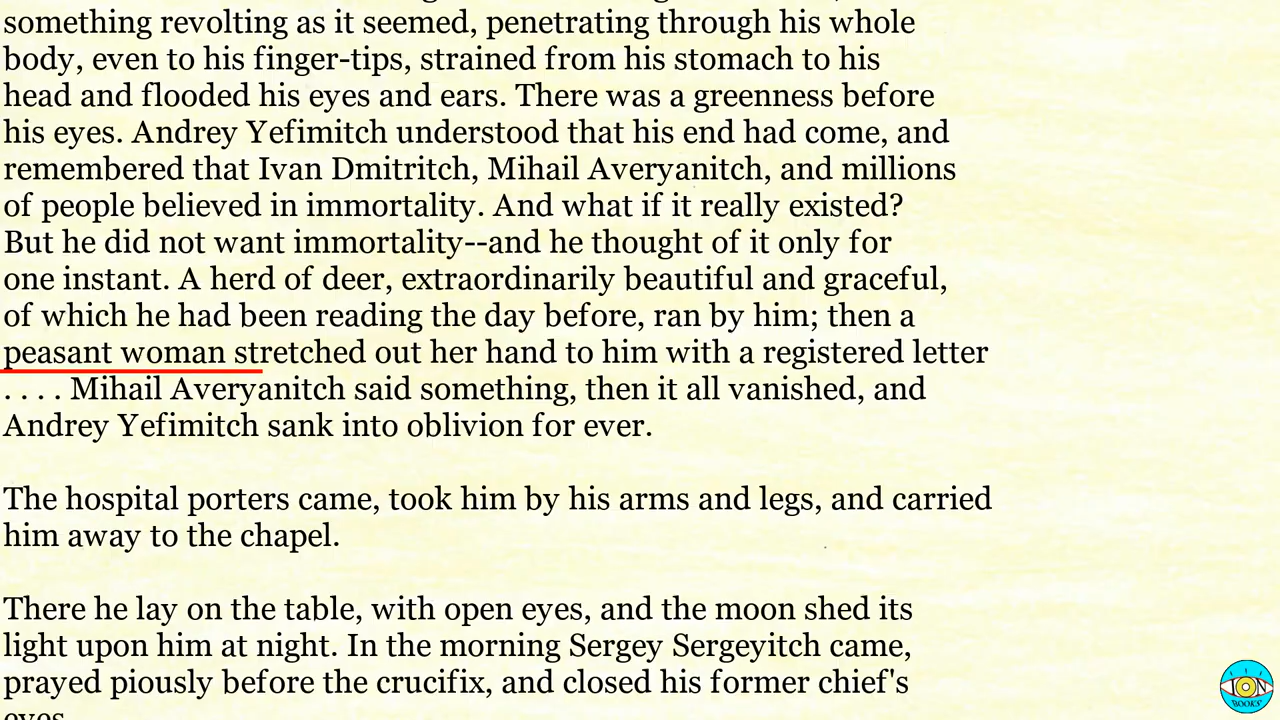 something revolting as it seemed, penetrating through his whole
body, even to his finger-tips, strained from his stomach to his
head and flooded his eyes and ears. There was a greenness before
his eyes. Andrey Yefimitch understood that his end had come, and
remembered that Ivan Dmitritch, Mihail Averyanitch, and millions
of people believed in immortality. And what if it really existed?
But he did not want immortality--and he thought of it only for
one instant. A herd of deer, extraordinarily beautiful and graceful,
of which he had been reading the day before, ran by him; then a
peasant woman stretched out her hand to him with a registered letter
. . . . Mihail Averyanitch said something, then it all vanished, and
Andrey Yefimitch sank into oblivion for ever.
The hospital porters came, took him by his arms and legs, and carried
him away to the chapel.
There he lay on the table, with open eyes, and the moon shed its
light upon him at night. In the morning Sergey Sergeyitch came,
prayed piously before the crucifix, and closed his former chief's
eyes.
ION
BOOKS